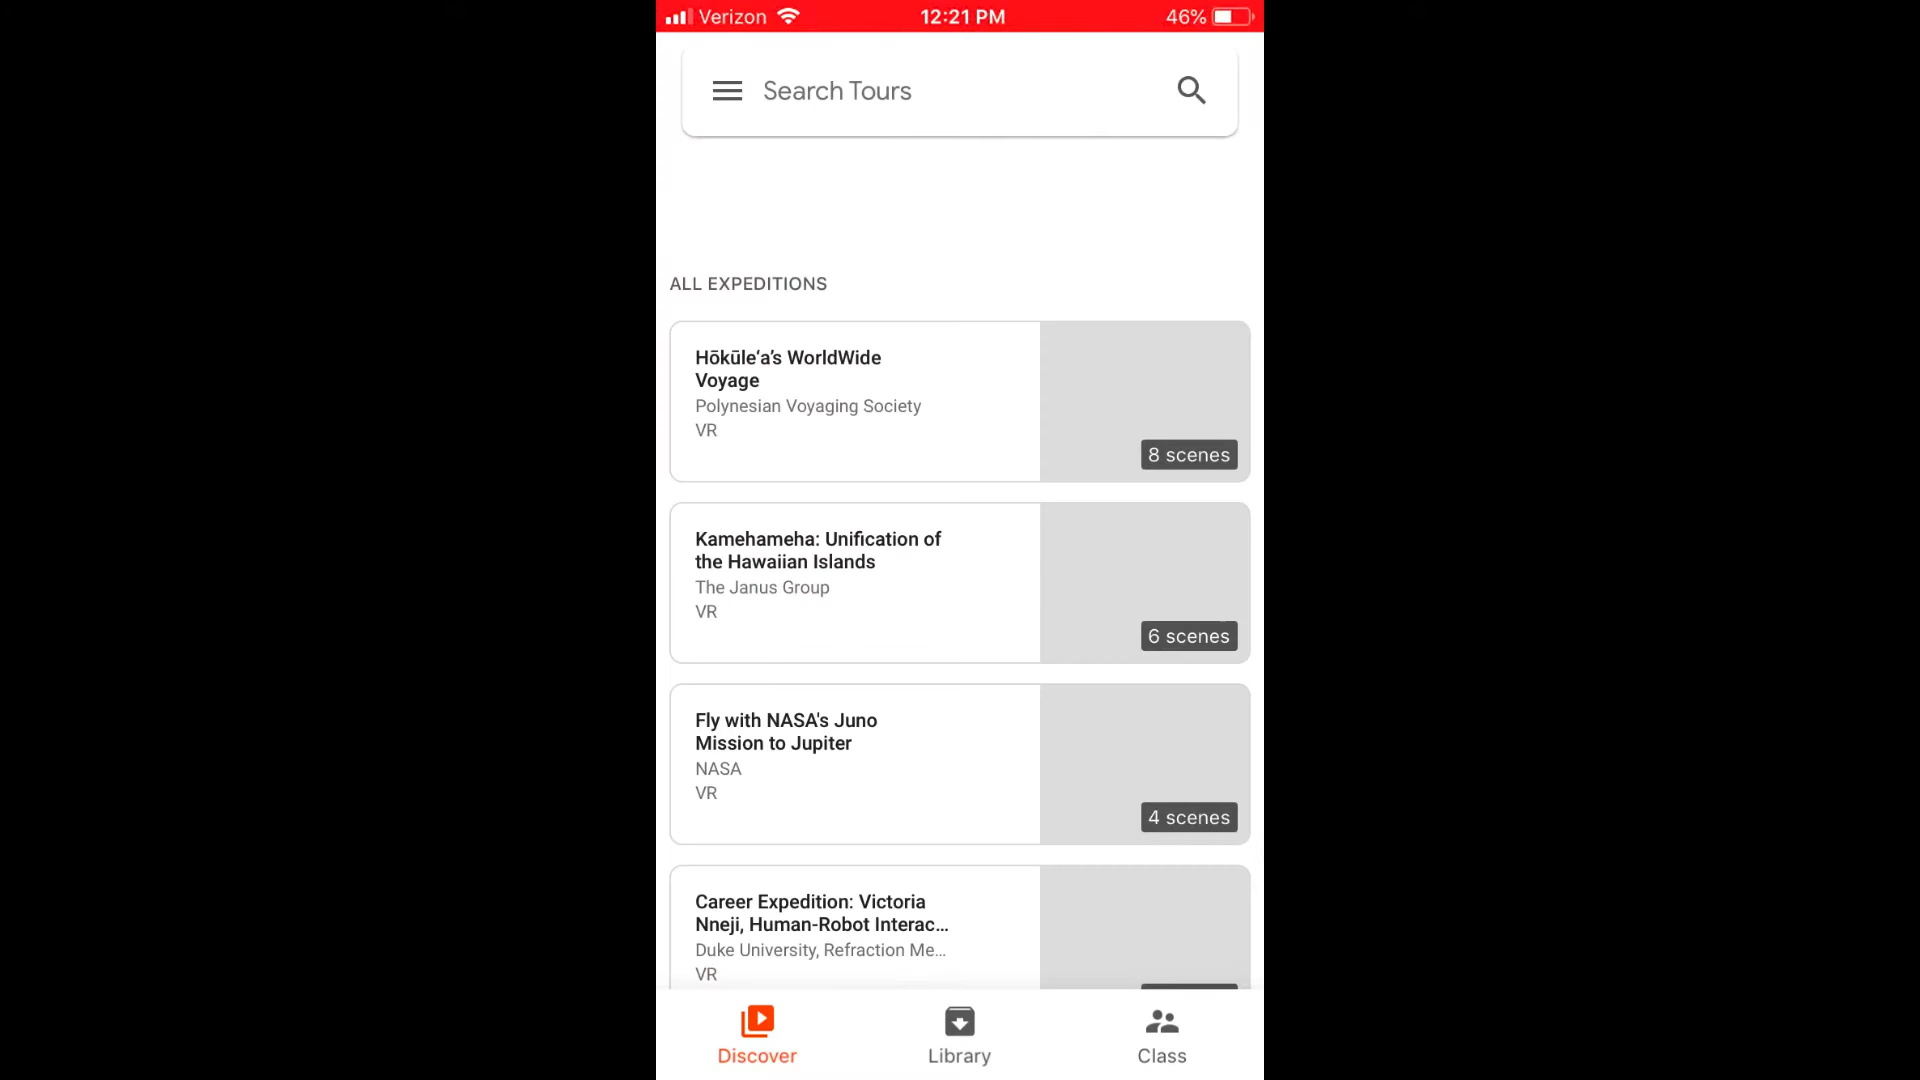 Verizon 12:21 PM 46%
Search Tours
ALL EXPEDITIONS
Hōkūleʻa’s WorldWide
Voyage
Polynesian Voyaging Society
VR
8 scenes
Kamehameha: Unification of
the Hawaiian Islands
The Janus Group
VR
6 scenes
Fly with NASA's Juno
Mission to Jupiter
NASA
VR
4 scenes
Career Expedition: Victoria
Nneji, Human-Robot Interac...
Duke University, Refraction Me...
VR
Discover Library Class